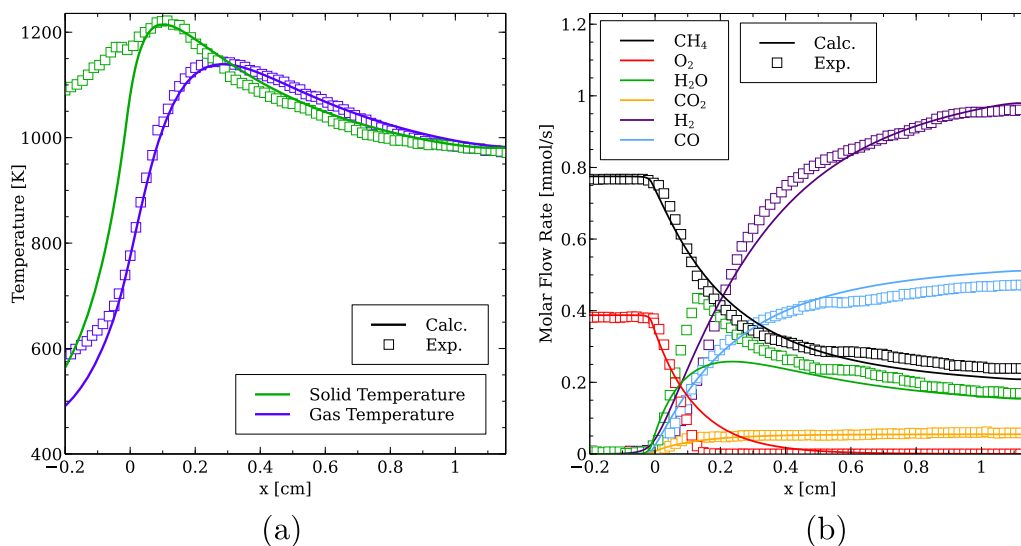 1200
1000
800
600
400
Temperature [K]
−0.2 0 0.2 0.4 0.6 0.8 1
x [cm]
Calc.
Exp.
Solid Temperature
Gas Temperature
(a)
1.2
1
0.8
0.6
0.4
0.2
0
Molar Flow Rate [mmol/s]
−0.2 0 0.2 0.4 0.6 0.8 1
x [cm]
CH₄
O₂
H₂O
CO₂
H₂
CO
Calc.
Exp.
(b)